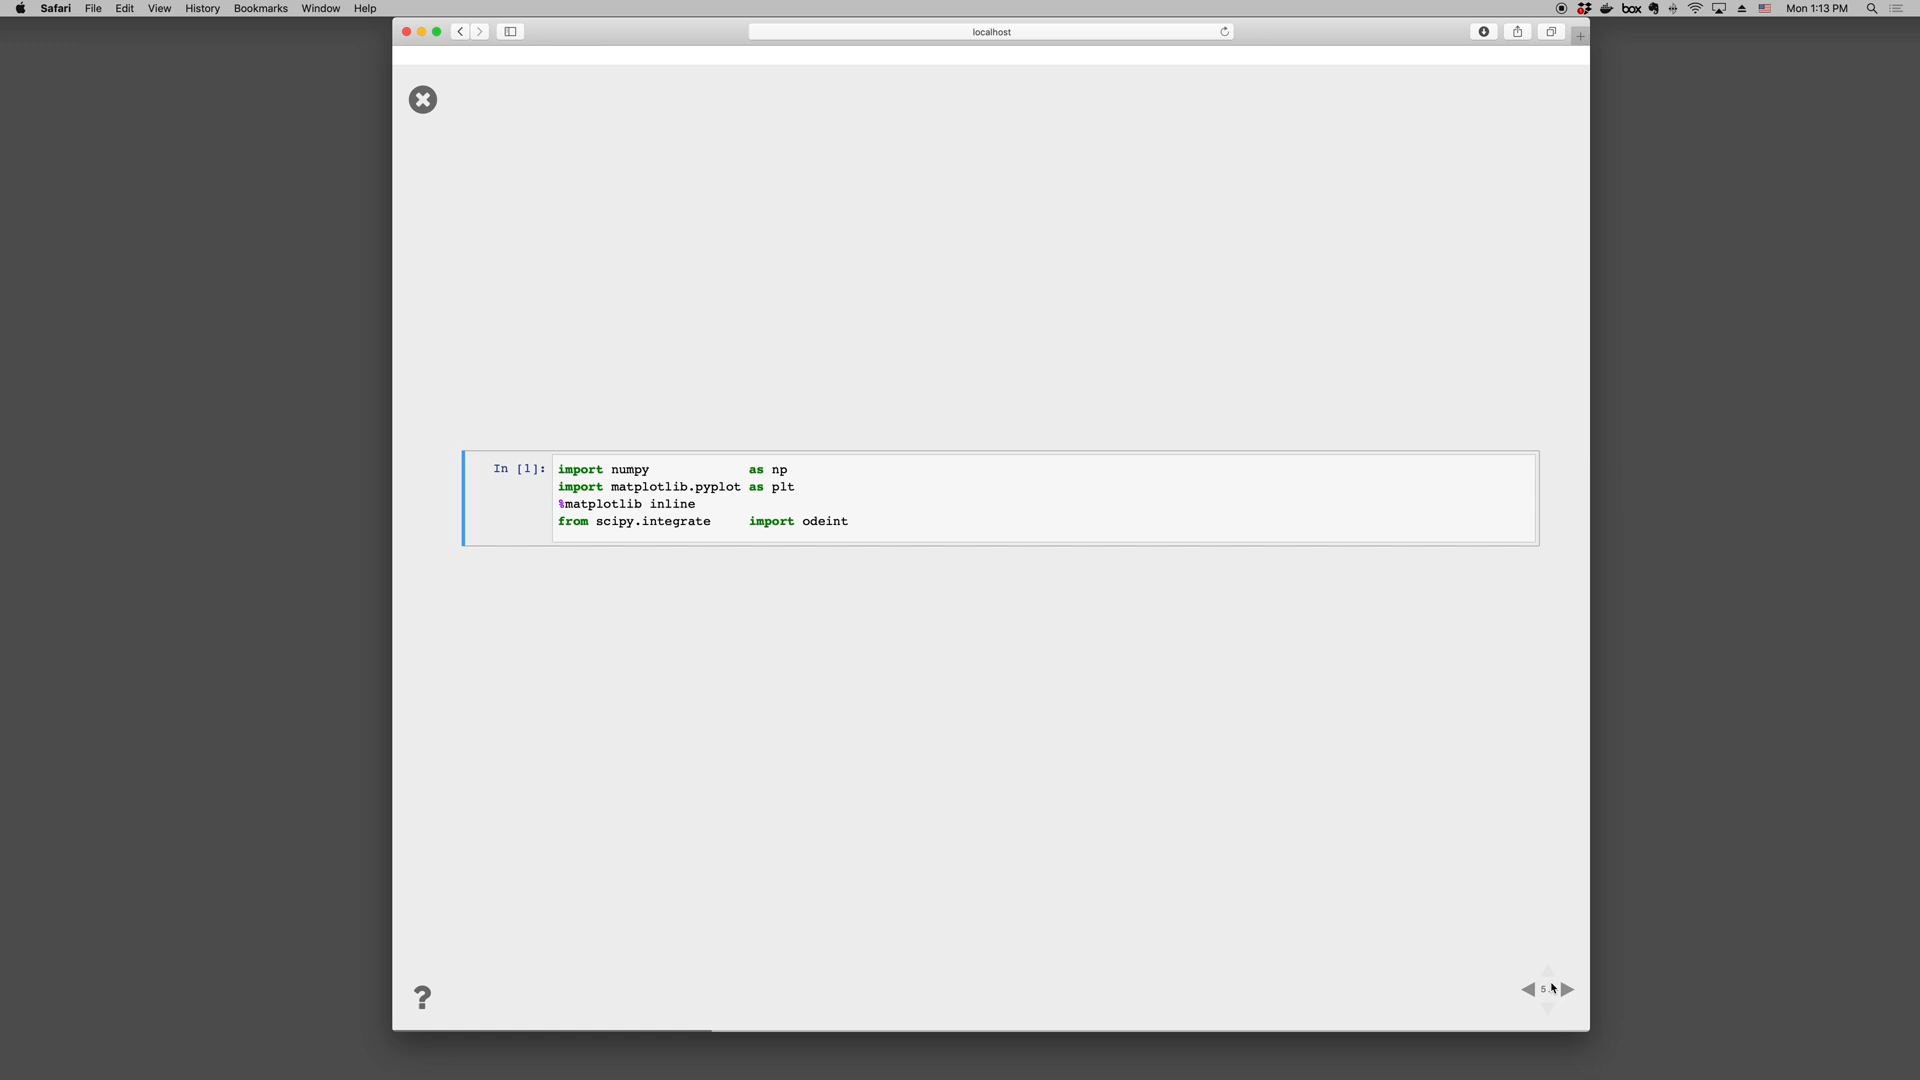 Safari File Edit View History Bookmarks Window Help
box Mon 1:13 PM
localhost
In [1]: import numpy as np
import matplotlib.pyplot as plt
%matplotlib inline
from scipy.integrate import odeint
?
5